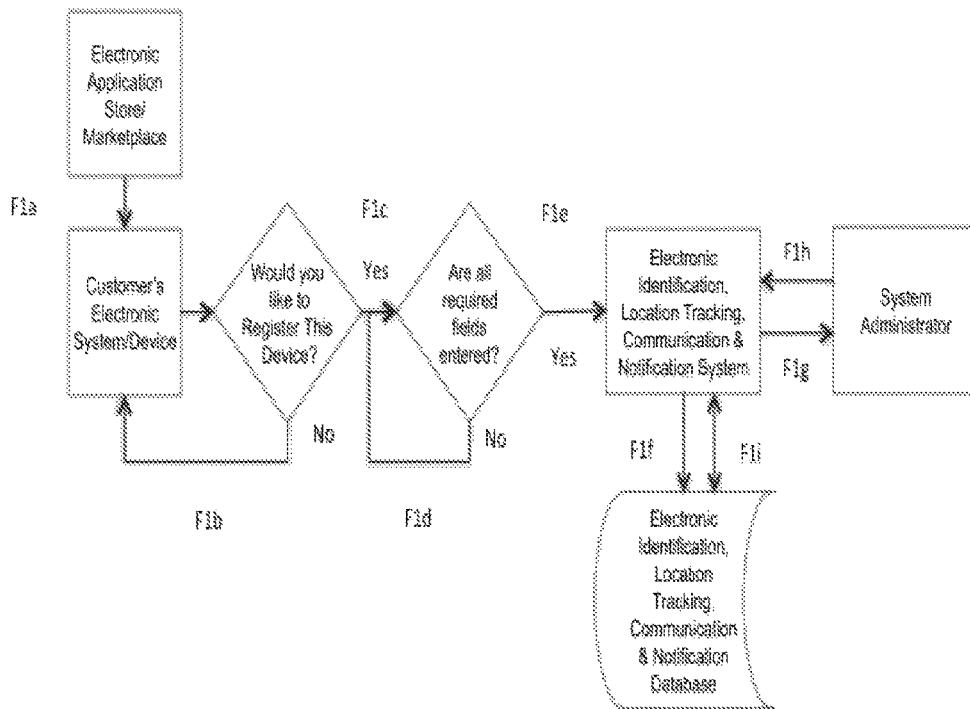 Electronic
Application
Store/
Marketplace
F1a
Customer's
Electronic
System/Device
Would you
like to
Register This
Device?
No
F1b
F1c
Yes
Are all
required
fields
entered?
No
F1d
F1e
Yes
Electronic
Identification,
Location Tracking,
Communication &
Notification System
F1h
F1g
System
Administrator
F1f
F1i
Electronic
Identification,
Location
Tracking,
Communication
& Notification
Database